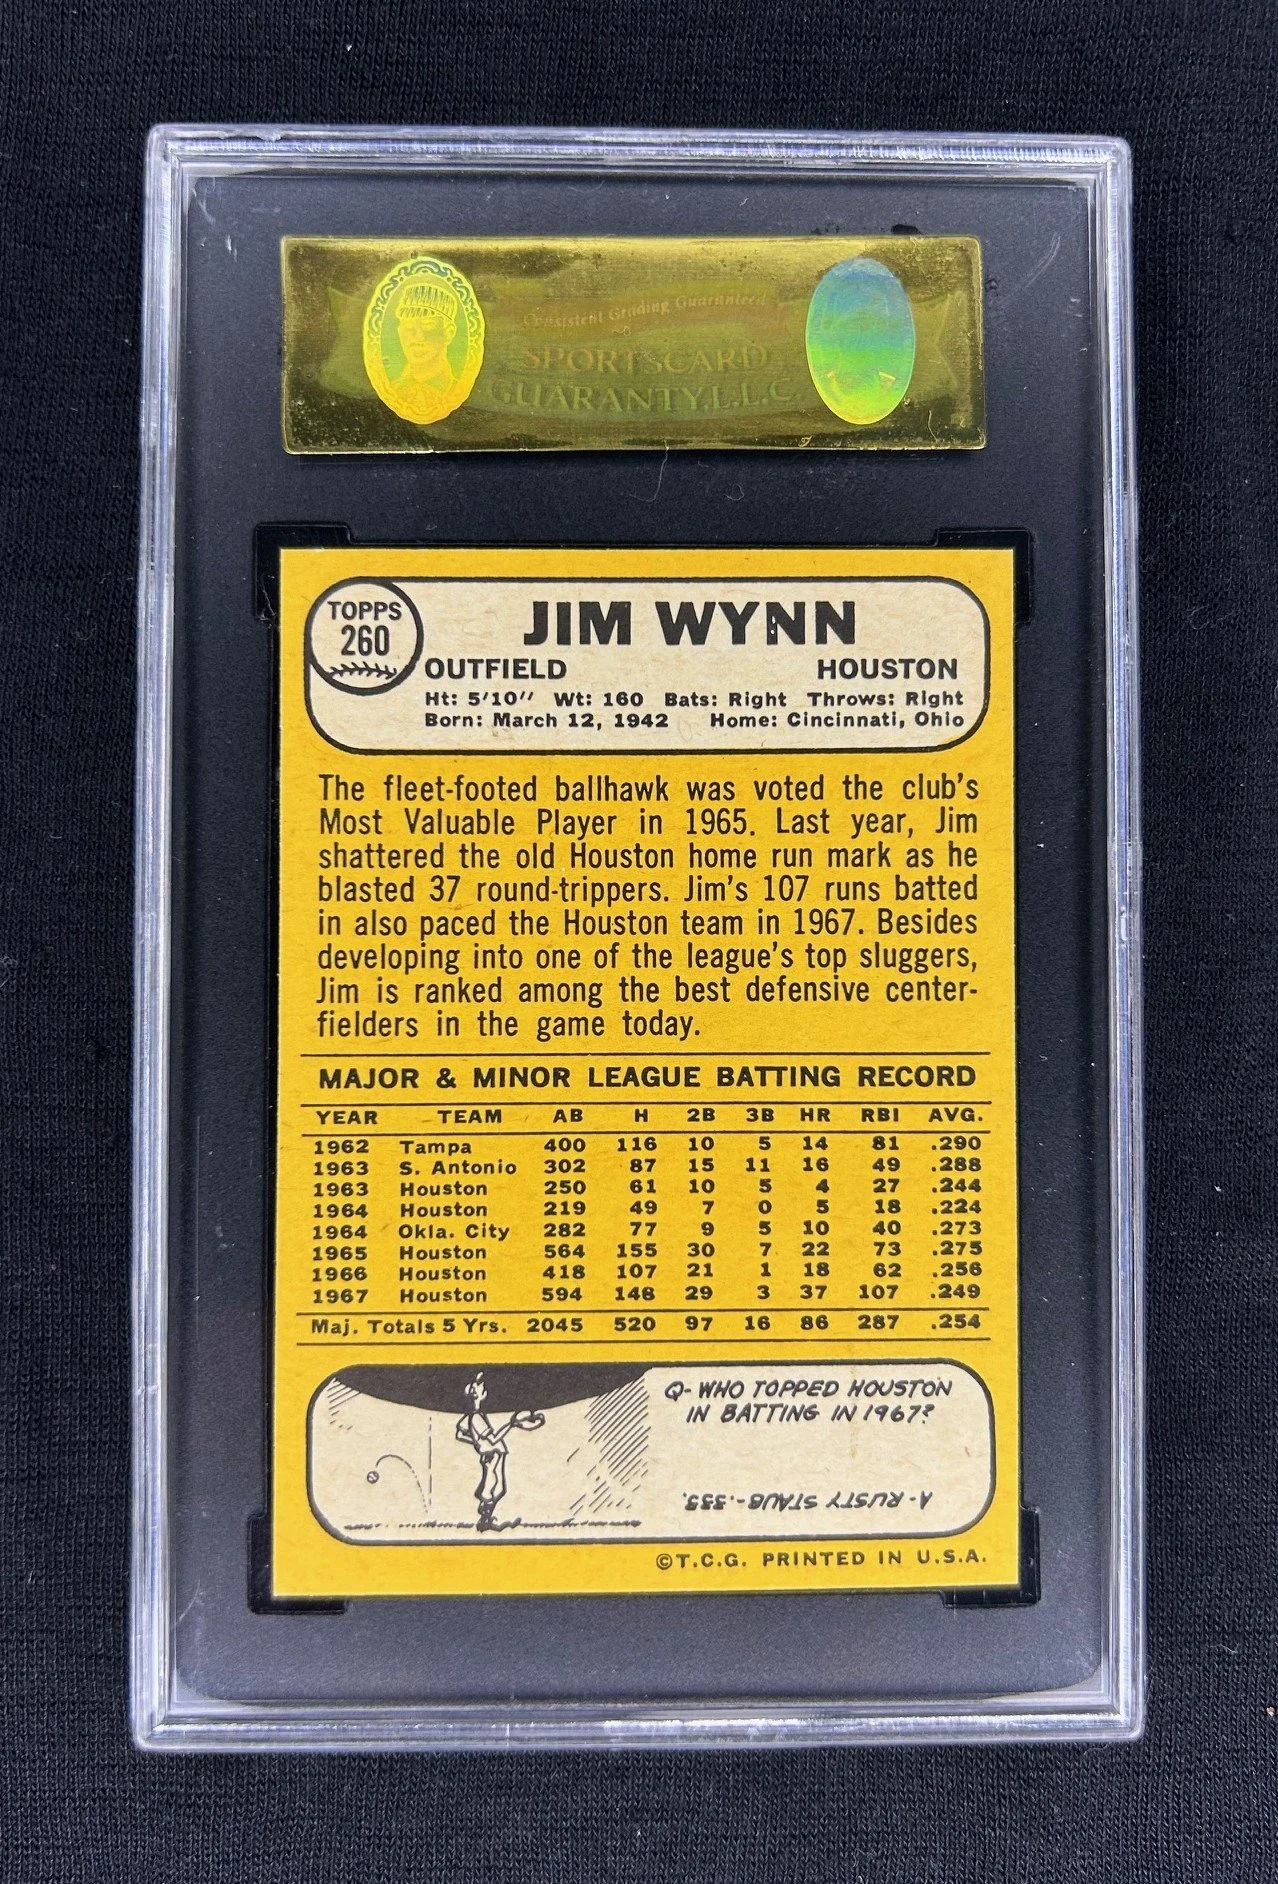 Consistent Grading Guaranteed
SPORTSCARD
GUARANTY, L.L.C.
TOPPS
260
JIM WYNN
OUTFIELD HOUSTON
Ht: 5'10" Wt: 160 Bats: Right Throws: Right
Born: March 12, 1942 Home: Cincinnati, Ohio
The fleet-footed ballhawk was voted the club's
Most Valuable Player in 1965. Last year, Jim
shattered the old Houston home run mark as he
blasted 37 round-trippers. Jim's 107 runs batted
in also paced the Houston team in 1967. Besides
developing into one of the league's top sluggers,
Jim is ranked among the best defensive center-
fielders in the game today.
MAJOR & MINOR LEAGUE BATTING RECORD
YEAR TEAM AB H 2B 3B HR RBI AVG.
1962 Tampa 400 116 10 5 14 81 .290
1963 S. Antonio 302 87 15 11 16 49 .288
1963 Houston 250 61 10 5 4 27 .244
1964 Houston 219 49 7 0 5 18 .224
1964 Okla. City 282 77 9 5 10 40 .273
1965 Houston 564 155 30 7 22 73 .275
1966 Houston 418 107 21 1 18 62 .256
1967 Houston 594 148 29 3 37 107 .249
Maj. Totals 5 Yrs. 2045 520 97 16 86 287 .254
Q- WHO TOPPED HOUSTON
IN BATTING IN 1967?
A- RUSTY STAUB-.333.
©T.C.G. PRINTED IN U.S.A.